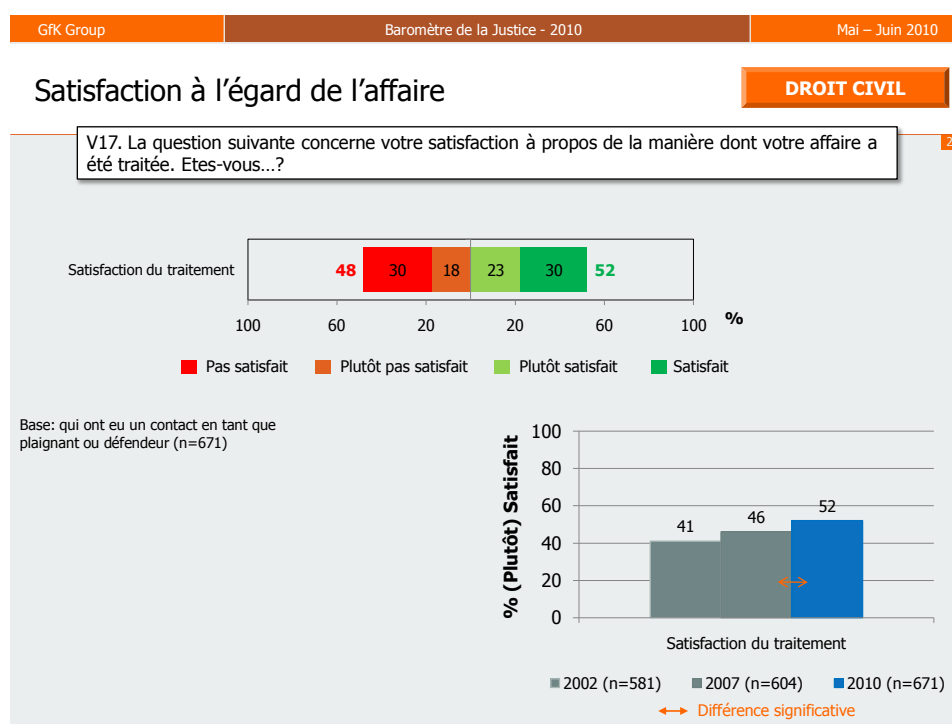 GfK Group Baromètre de la Justice - 2010 Mai – Juin 2010
Satisfaction à l'égard de l'affaire
DROIT CIVIL
2
V17. La question suivante concerne votre satisfaction à propos de la manière dont votre affaire a
été traitée. Etes-vous…?
Satisfaction du traitement
48 30 18 23 30 52
100 60 20 20 60 100 %
Pas satisfait Plutôt pas satisfait Plutôt satisfait Satisfait
Base: qui ont eu un contact en tant que
plaignant ou défendeur (n=671)
% (Plutôt) Satisfait
100
80
60
40
20
0
41 46 52
Satisfaction du traitement
2002 (n=581) 2007 (n=604) 2010 (n=671)
Différence significative